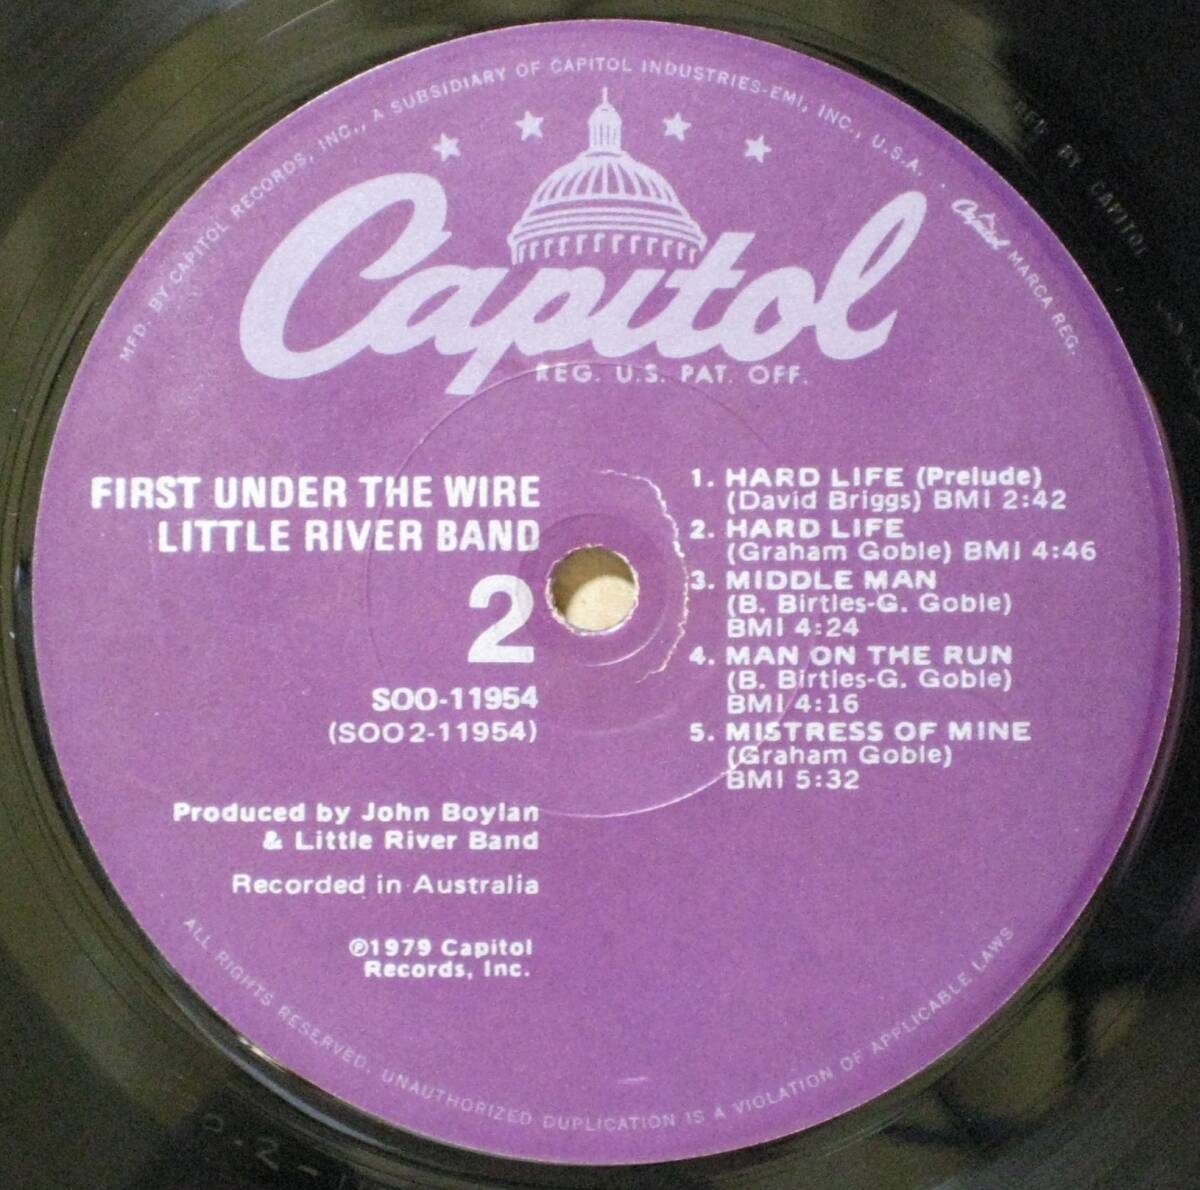 MFD. BY CAPITOL RECORDS, INC., A SUBSIDIARY OF CAPITOL INDUSTRIES-EMI, INC., U.S.A. · Capitol MARCA REG.
Capitol
REG. U.S. PAT. OFF.
FIRST UNDER THE WIRE
LITTLE RIVER BAND
2
SOO-11954
(SOO2-11954)
Produced by John Boylan
& Little River Band
Recorded in Australia
℗1979 Capitol
Records, Inc.
1. HARD LIFE (Prelude)
(David Briggs) BMI 2:42
2. HARD LIFE
(Graham Goble) BMI 4:46
3. MIDDLE MAN
(B. Birtles-G. Goble)
BMI 4:24
4. MAN ON THE RUN
(B. Birtles-G. Goble)
BMI 4:16
5. MISTRESS OF MINE
(Graham Goble)
BMI 5:32
ALL RIGHTS RESERVED. UNAUTHORIZED DUPLICATION IS A VIOLATION OF APPLICABLE LAWS
BY CAPITOL